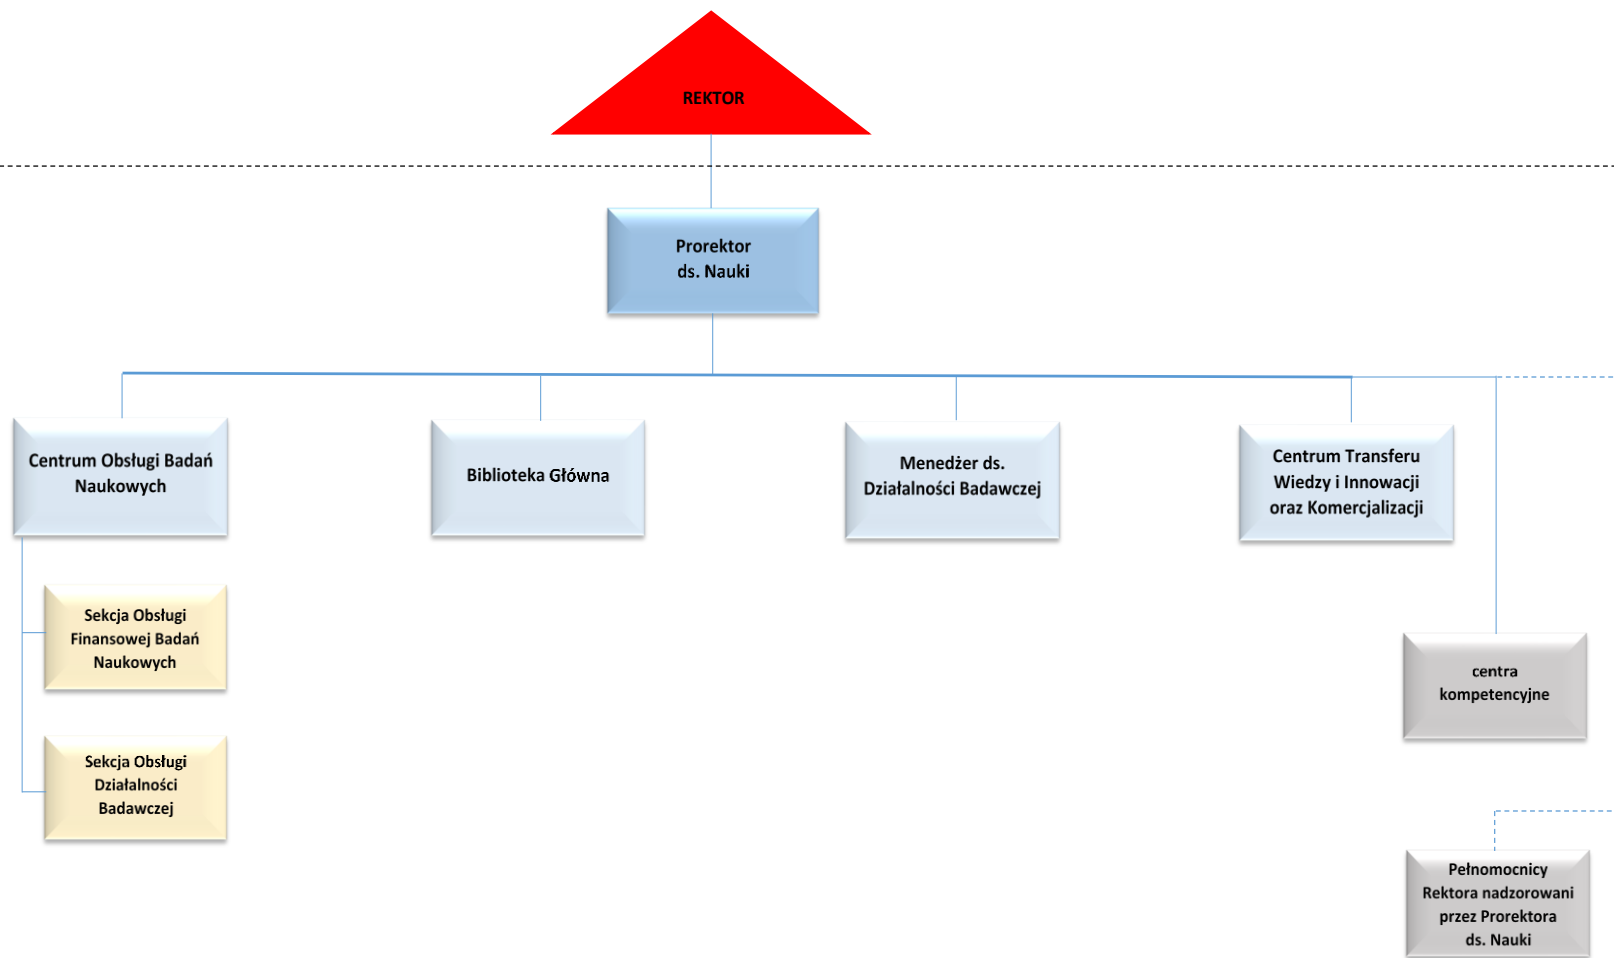 REKTOR
Prorektor
ds. Nauki
Centrum Obsługi Badań
Naukowych
Biblioteka Główna
Menedżer ds.
Działalności Badawczej
Centrum Transferu
Wiedzy i Innowacji
oraz Komercjalizacji
Sekcja Obsługi
Finansowej Badań
Naukowych
centra
kompetencyjne
Sekcja Obsługi
Działalności
Badawczej
Pełnomocnicy
Rektora nadzorowani
przez Prorektora
ds. Nauki